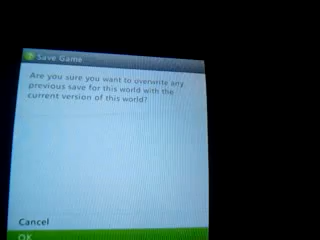 Save Game
Are you sure you want to overwrite any
previous save for this world with the
current version of this world?
Cancel
OK